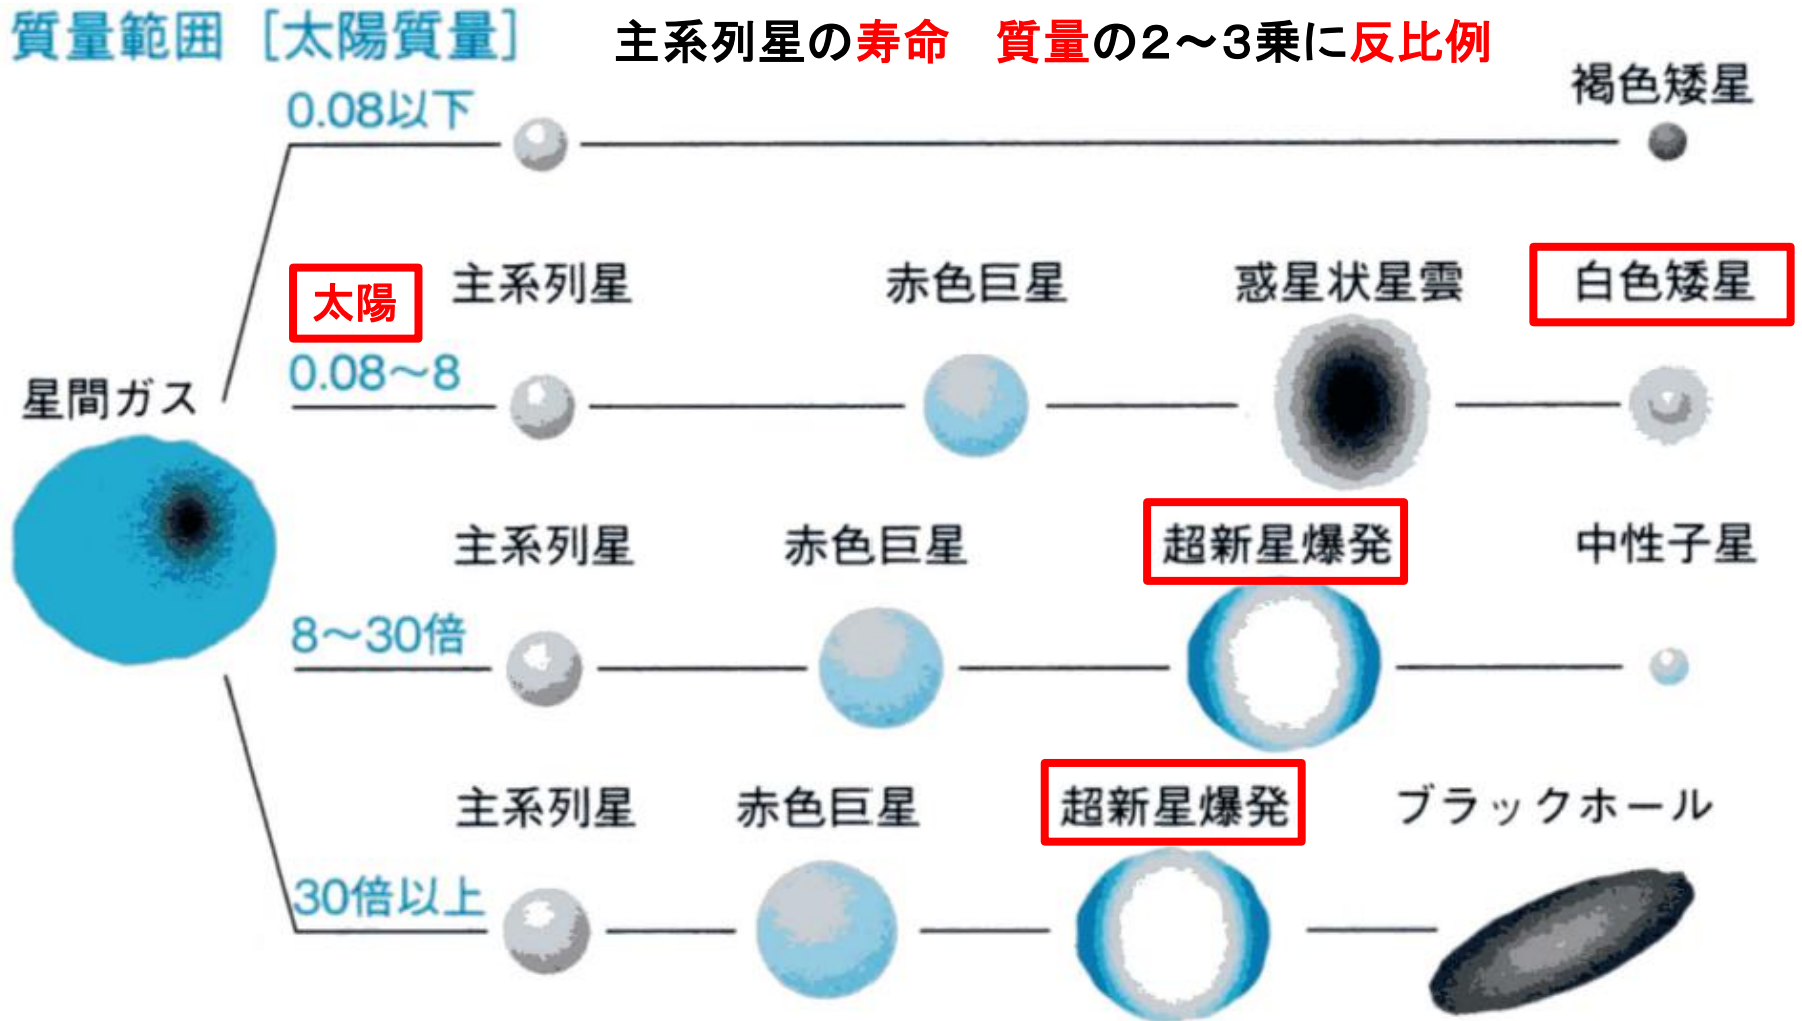 質量範囲［太陽質量］
主系列星の寿命　質量の２～３乗に反比例
0.08以下
褐色矮星
太陽
主系列星
赤色巨星
惑星状星雲
白色矮星
0.08～8
星間ガス
主系列星
赤色巨星
超新星爆発
中性子星
8～30倍
主系列星
赤色巨星
超新星爆発
ブラックホール
30倍以上